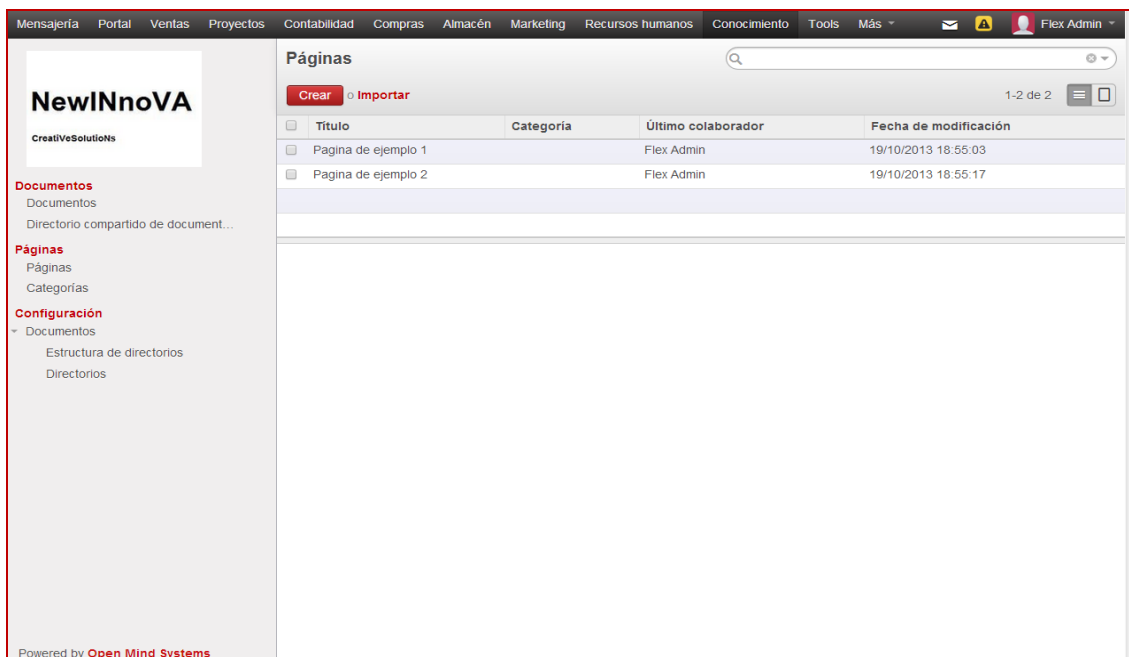 Mensajería Portal Ventas Proyectos Contabilidad Compras Almacén Marketing Recursos humanos Conocimiento Tools Más Flex Admin
NewINnoVA
CreatiVeSolutioNs
Documentos
Documentos
Directorio compartido de document...
Páginas
Páginas
Categorías
Configuración
Documentos
Estructura de directorios
Directorios
Powered by Open Mind Systems
Páginas
Crear o Importar
1-2 de 2
Título Categoría Último colaborador Fecha de modificación
Pagina de ejemplo 1 Flex Admin 19/10/2013 18:55:03
Pagina de ejemplo 2 Flex Admin 19/10/2013 18:55:17